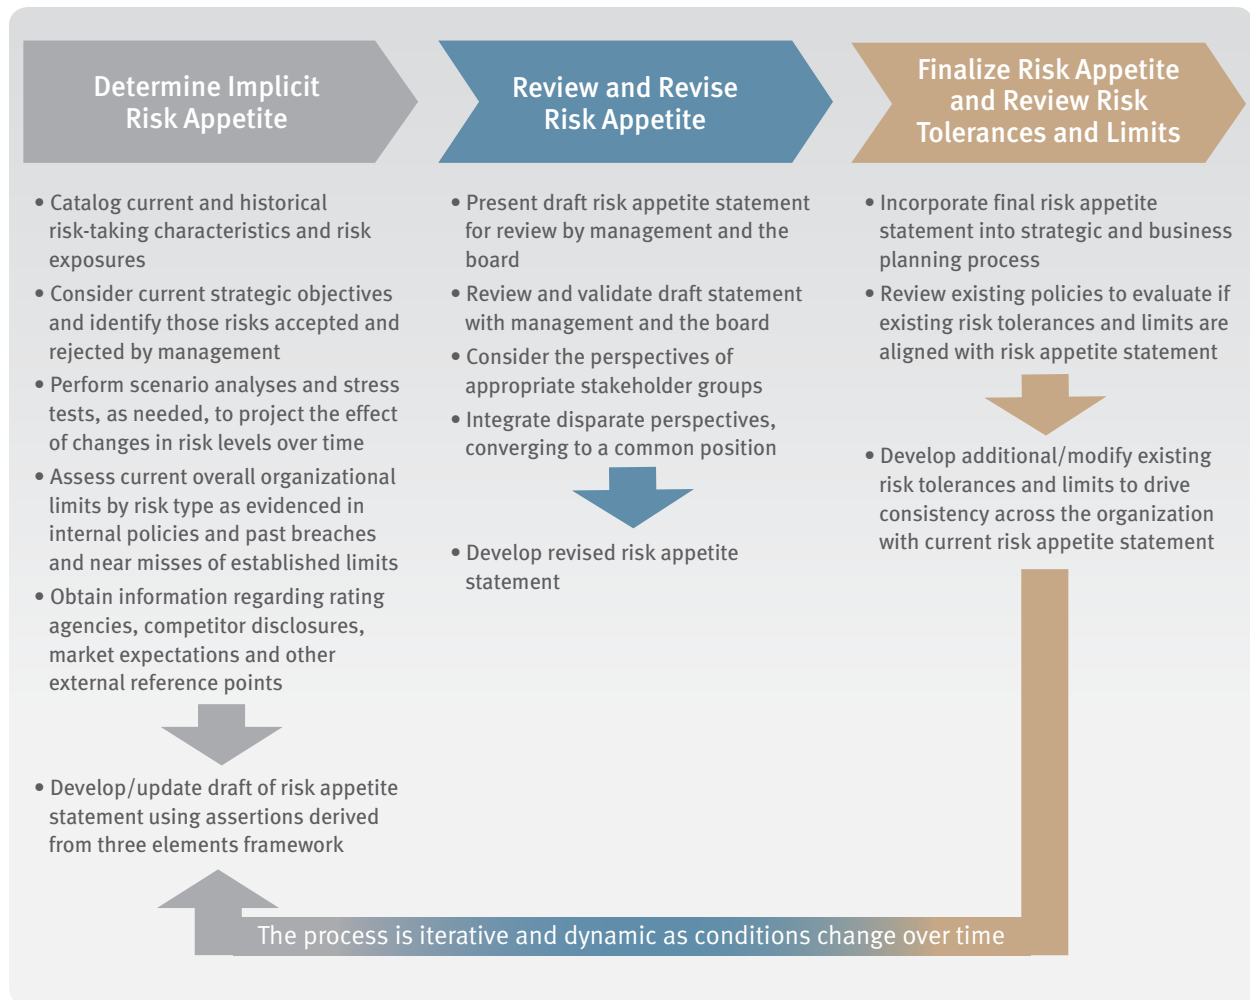 Determine Implicit
Risk Appetite
• Catalog current and historical
risk-taking characteristics and risk
exposures
• Consider current strategic objectives
and identify those risks accepted and
rejected by management
• Perform scenario analyses and stress
tests, as needed, to project the effect
of changes in risk levels over time
• Assess current overall organizational
limits by risk type as evidenced in
internal policies and past breaches
and near misses of established limits
• Obtain information regarding rating
agencies, competitor disclosures,
market expectations and other
external reference points
• Develop/update draft of risk appetite
statement using assertions derived
from three elements framework
Review and Revise
Risk Appetite
• Present draft risk appetite statement
for review by management and the
board
• Review and validate draft statement
with management and the board
• Consider the perspectives of
appropriate stakeholder groups
• Integrate disparate perspectives,
converging to a common position
• Develop revised risk appetite
statement
Finalize Risk Appetite
and Review Risk
Tolerances and Limits
• Incorporate final risk appetite
statement into strategic and business
planning process
• Review existing policies to evaluate if
existing risk tolerances and limits are
aligned with risk appetite statement
• Develop additional/modify existing
risk tolerances and limits to drive
consistency across the organization
with current risk appetite statement
The process is iterative and dynamic as conditions change over time